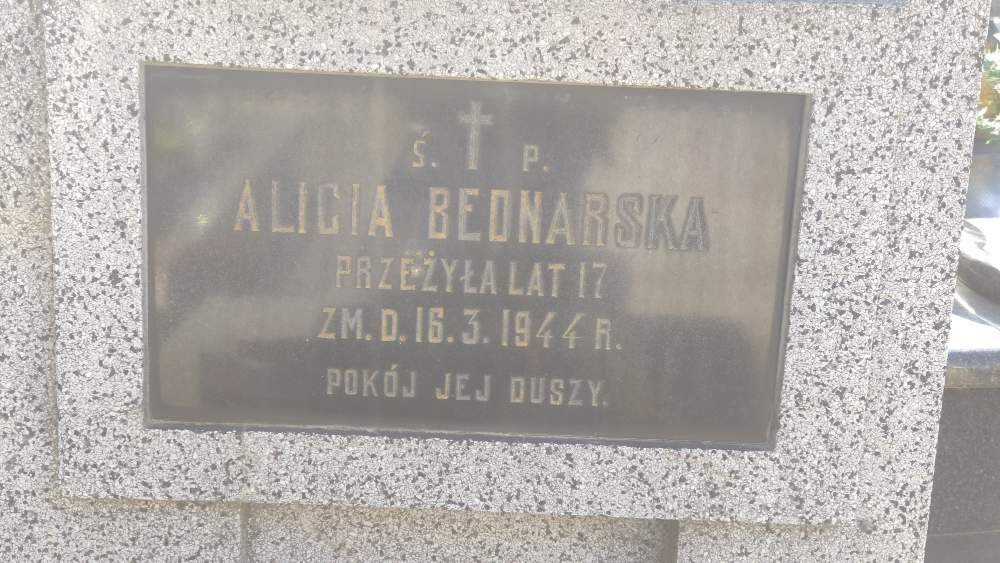 Ś. P.
ALICIA BEDNARSKA
PRZEŻYŁA LAT 17
ZM. D. 16.3.1944 R.
POKÓJ JEJ DUSZY.